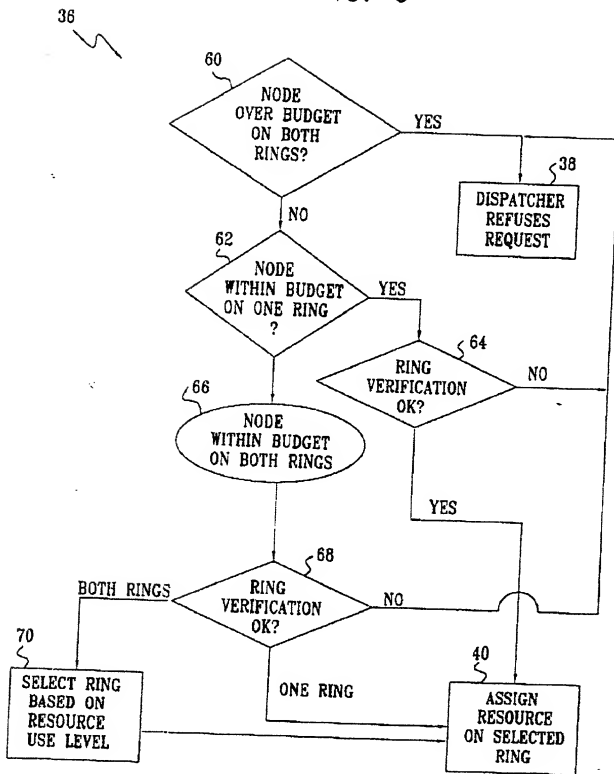 36
60
NODE
OVER BUDGET
ON BOTH
RINGS?
YES
38
DISPATCHER
REFUSES
REQUEST
NO
62
NODE
WITHIN BUDGET
ON ONE RING
?
YES
64
RING
VERIFICATION
OK?
NO
66
NODE
WITHIN BUDGET
ON BOTH RINGS
YES
68
BOTH RINGS
RING
VERIFICATION
OK?
NO
70
SELECT RING
BASED ON
RESOURCE
USE LEVEL
ONE RING
40
ASSIGN
RESOURCE
ON SELECTED
RING